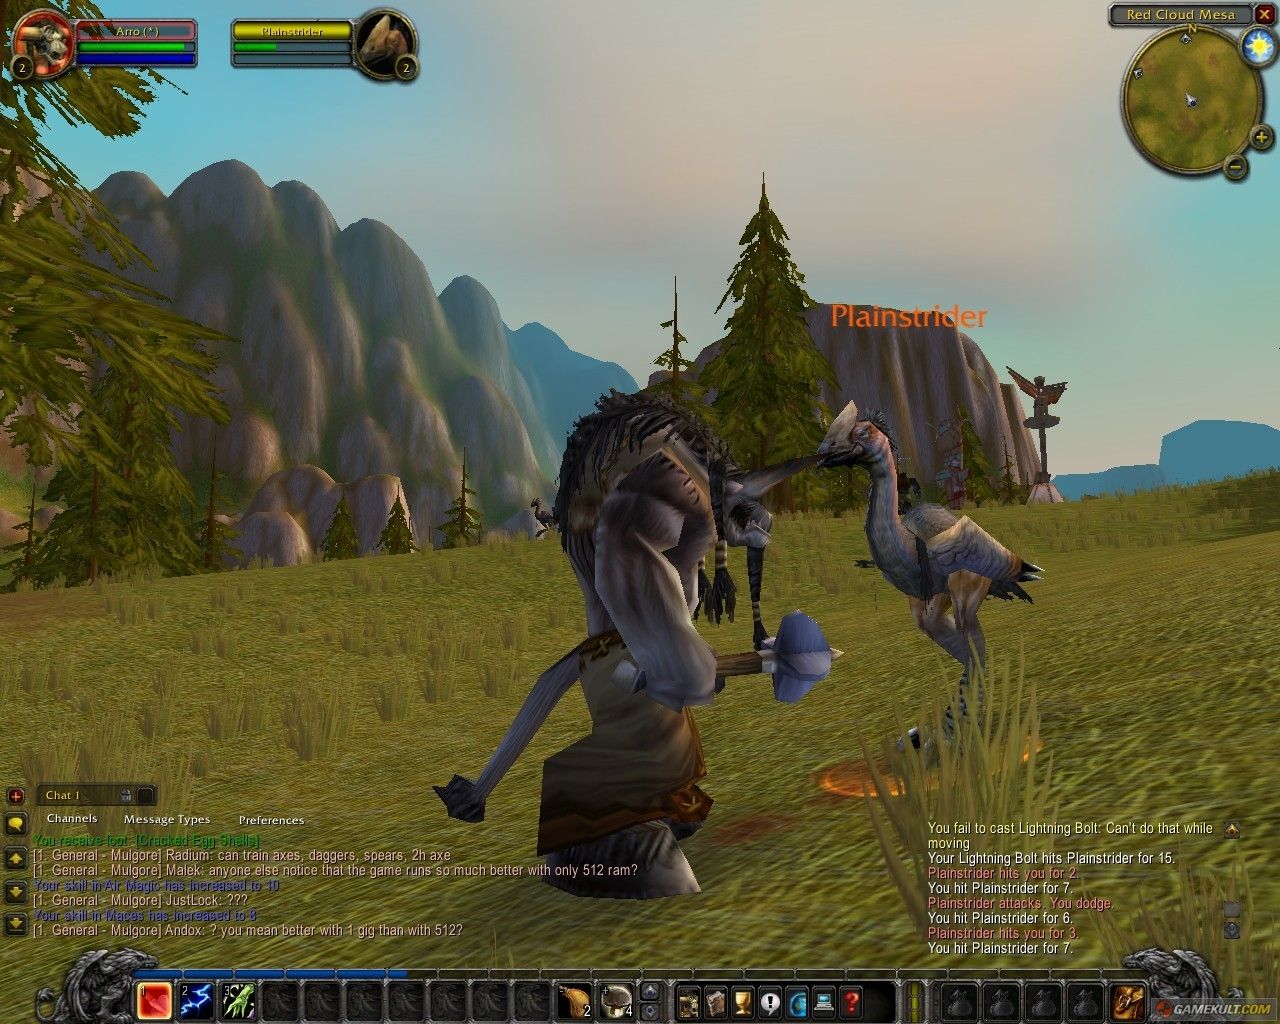 Arro (*)
2
Plainstrider
2
Red Cloud Mesa
N
Plainstrider
Chat 1
Channels Message Types Preferences
You receive loot: [Cracked Egg Shells]
[1. General - Mulgore] Radium: can train axes, daggers, spears, 2h axe
[1. General - Mulgore] Malek: anyone else notice that the game runs so much better with only 512 ram?
Your skill in Air Magic has increased to 10
[1. General - Mulgore] JustLock: ???
Your skill in Maces has increased to 8
[1. General - Mulgore] Andox: ? you mean better with 1 gig than with 512?
You fail to cast Lightning Bolt: Can't do that while
moving
Your Lightning Bolt hits Plainstrider for 15.
Plainstrider hits you for 2.
You hit Plainstrider for 7.
Plainstrider attacks. You dodge.
You hit Plainstrider for 6.
Plainstrider hits you for 3.
You hit Plainstrider for 7.
1 2 3 2 4
GAMEKULT.COM